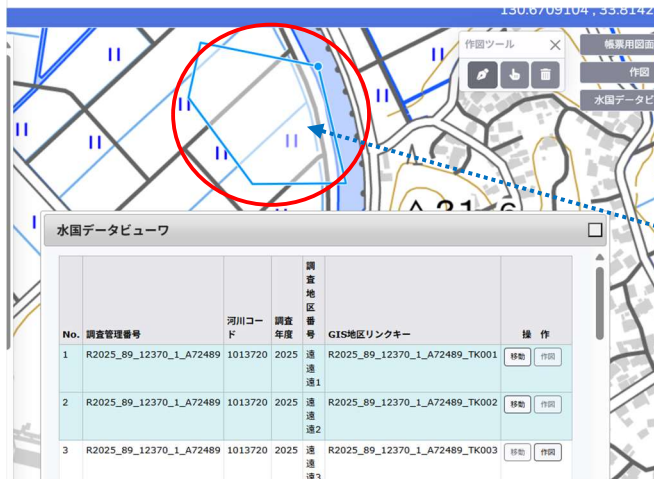 130.6709104 , 33.8142
作図ツール
帳票用図面
作図
水国データビ
水国データビューワ
No. 調査管理番号 河川コード 調査年度 調査地区番号 GIS地区リンクキー 操 作
1 R2025_89_12370_1_A72489 1013720 2025 遠遠遠1 R2025_89_12370_1_A72489_TK001 移動 作図
2 R2025_89_12370_1_A72489 1013720 2025 遠遠遠2 R2025_89_12370_1_A72489_TK002 移動 作図
3 R2025_89_12370_1_A72489 1013720 2025 遠遠遠3 R2025_89_12370_1_A72489_TK003 移動 作図